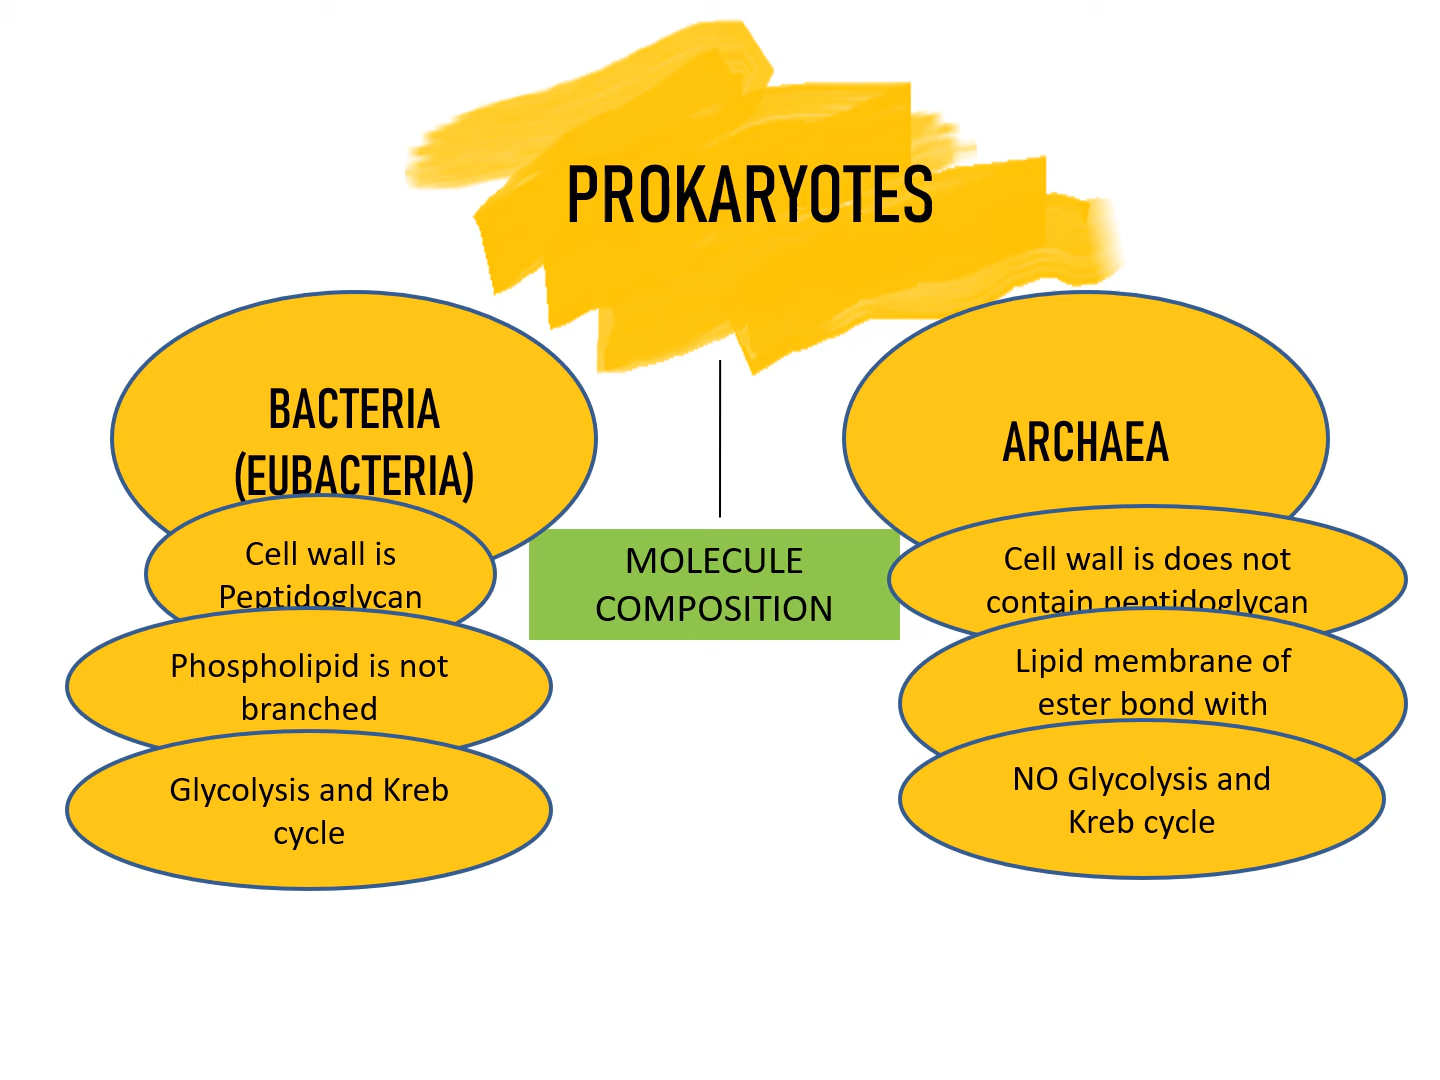 PROKARYOTES
BACTERIA
(EUBACTERIA)
Cell wall is
Peptidoglycan
Phospholipid is not
branched
Glycolysis and Kreb
cycle
MOLECULE
COMPOSITION
ARCHAEA
Cell wall is does not
contain peptidoglycan
Lipid membrane of
ester bond with
NO Glycolysis and
Kreb cycle